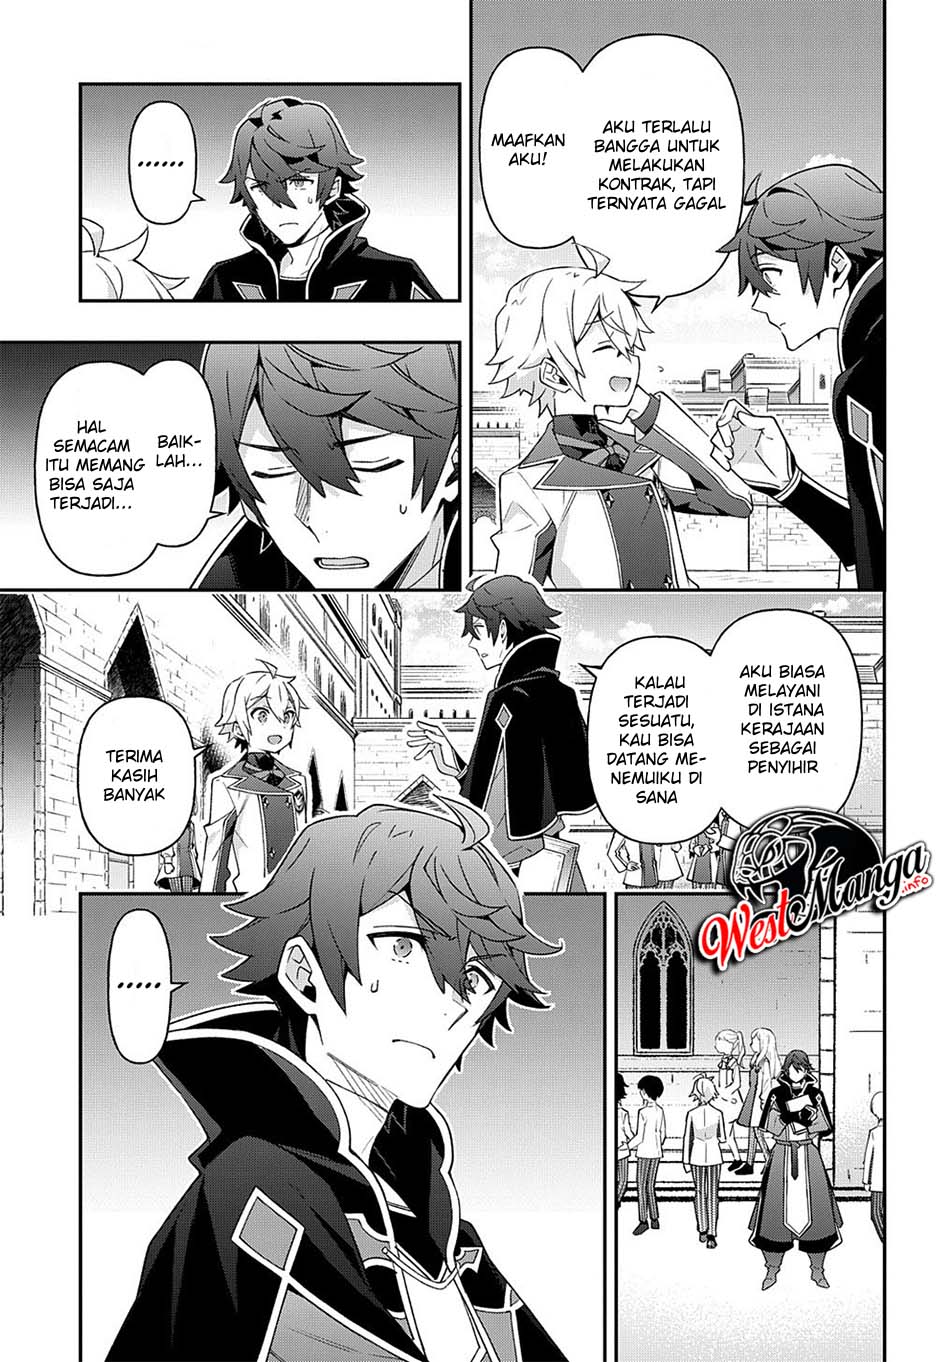 AKU TERLALU
BANGGA UNTUK
MELAKUKAN
KONTRAK, TAPI
TERNYATA GAGAL
MAAFKAN
AKU!
......
BAIK-
LAH...
HAL
SEMACAM
ITU MEMANG
BISA SAJA
TERJADI...
AKU BIASA
MELAYANI
DI ISTANA
KERAJAAN
SEBAGAI
PENYIHIR
KALAU
TERJADI
SESUATU,
KAU BISA
DATANG ME-
NEMUIKU DI
SANA
TERIMA
KASIH
BANYAK
WestManga
.info
......